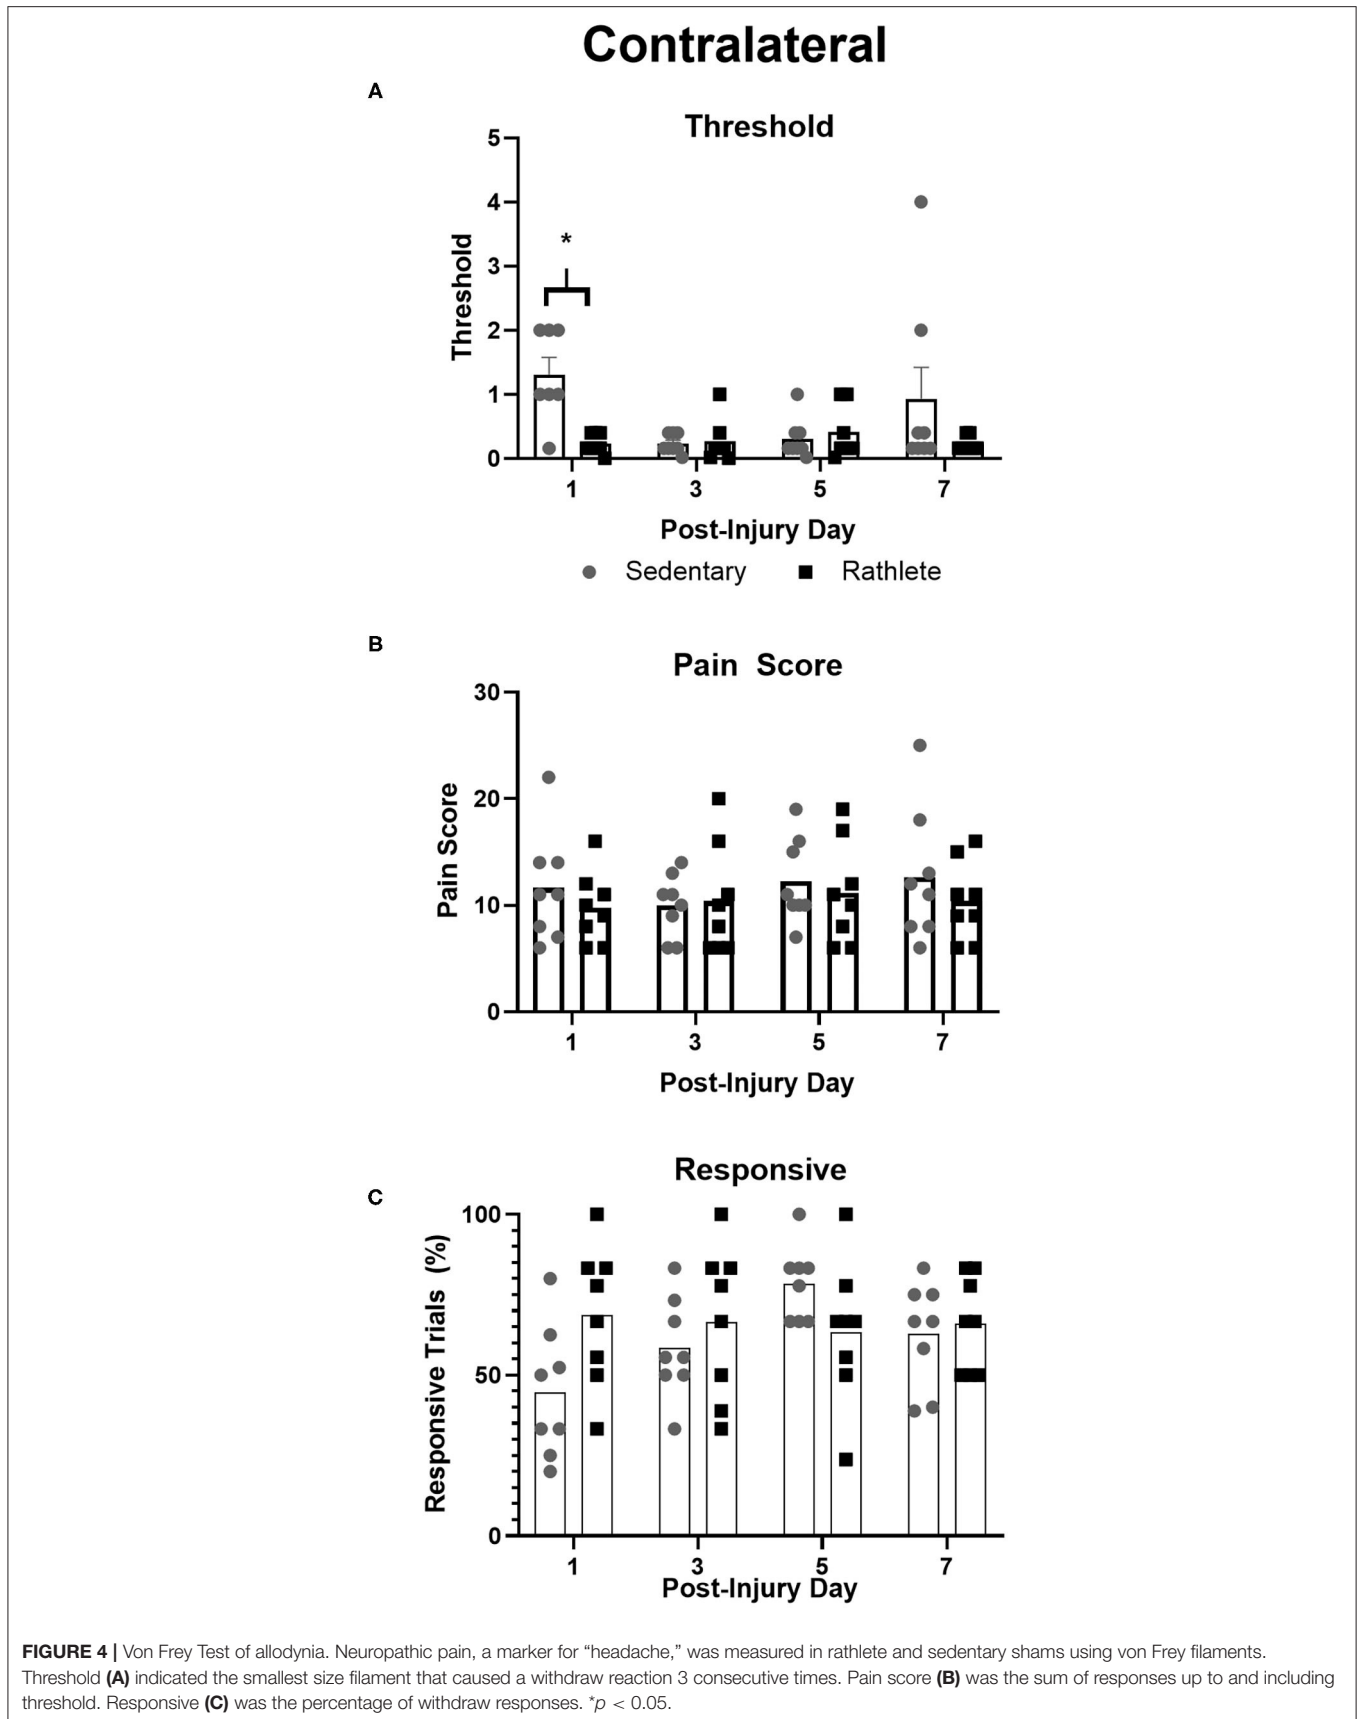 Contralateral
A
Threshold
5
4
3
2
1
0
Threshold
*
1 3 5 7
Post-Injury Day
Sedentary Rathlete
B
Pain Score
30
20
10
0
Pain Score
1 3 5 7
Post-Injury Day
Responsive
C
100
50
0
Responsive Trials (%)
1 3 5 7
Post-Injury Day
FIGURE 4 | Von Frey Test of allodynia. Neuropathic pain, a marker for “headache,” was measured in rathlete and sedentary shams using von Frey filaments.
Threshold (A) indicated the smallest size filament that caused a withdraw reaction 3 consecutive times. Pain score (B) was the sum of responses up to and including
threshold. Responsive (C) was the percentage of withdraw responses. *p < 0.05.